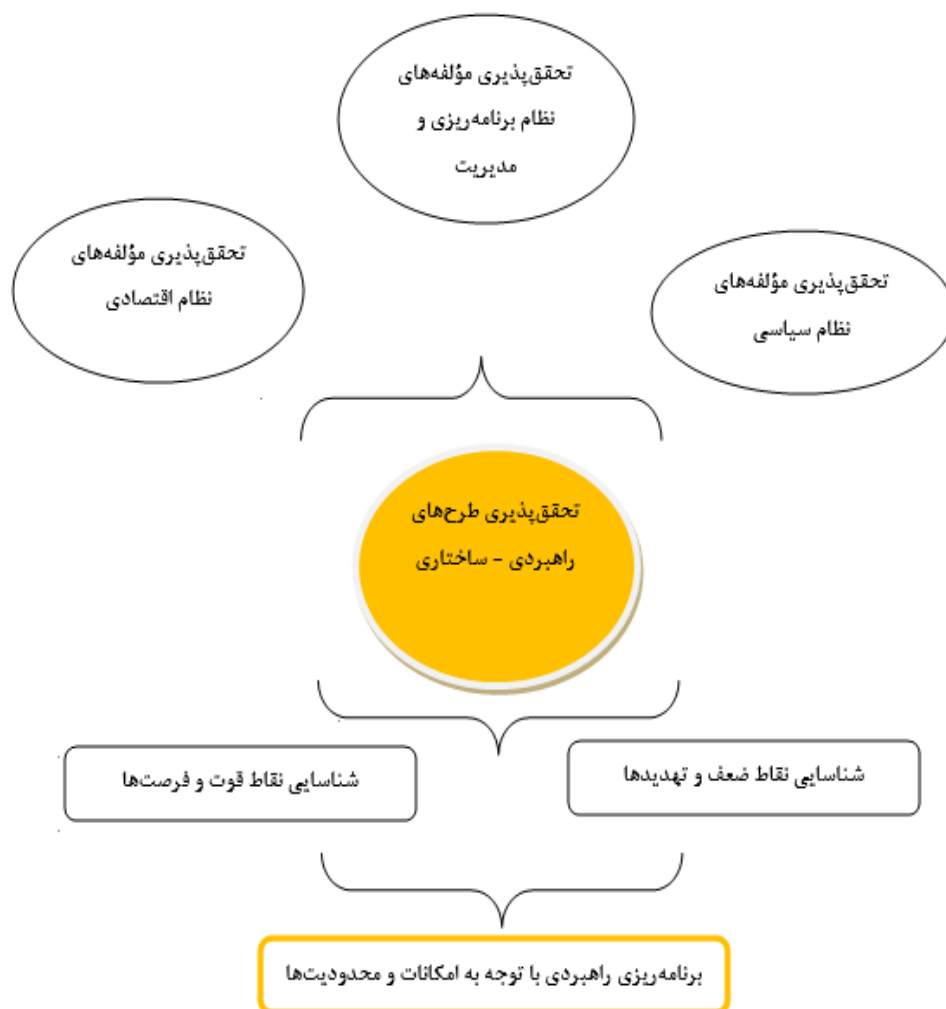 تحقق‌پذیری مؤلفه‌های
نظام برنامه‌ریزی و
مدیریت
تحقق‌پذیری مؤلفه‌های
نظام سیاسی
تحقق‌پذیری مؤلفه‌های
نظام اقتصادی
تحقق‌پذیری طرح‌های
راهبردی - ساختاری
شناسایی نقاط ضعف و تهدیدها
شناسایی نقاط قوت و فرصت‌ها
برنامه‌ریزی راهبردی با توجه به امکانات و محدودیت‌ها